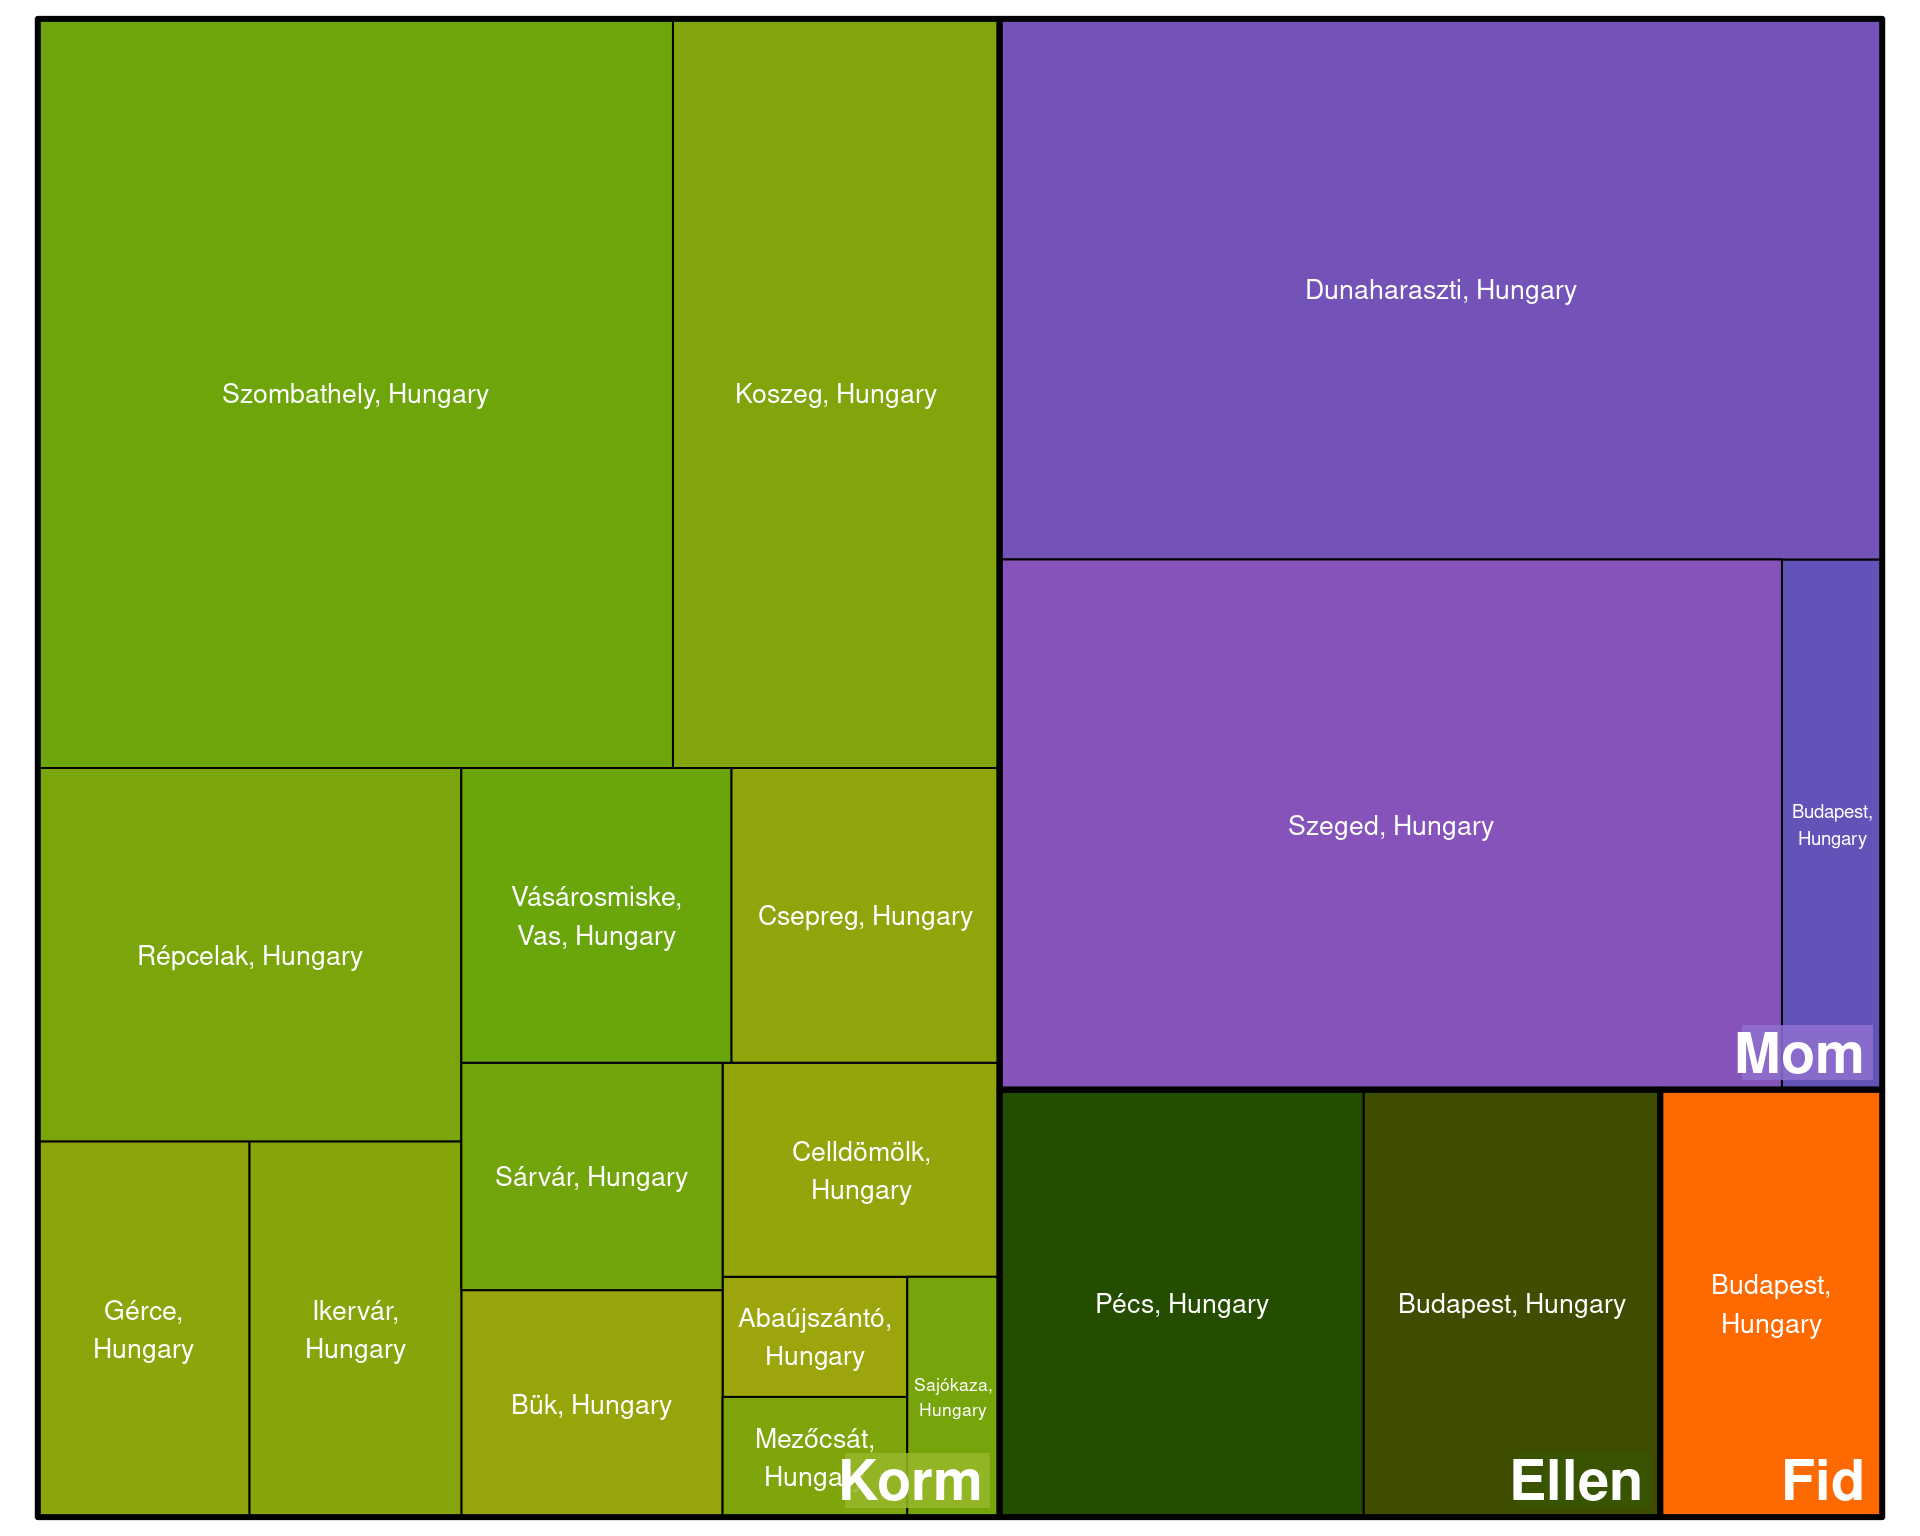 Szombathely, Hungary
Koszeg, Hungary
Répcelak, Hungary
Vásárosmiske,
Vas, Hungary
Csepreg, Hungary
Gérce,
Hungary
Ikervár,
Hungary
Sárvár, Hungary
Celldömölk,
Hungary
Bük, Hungary
Abaújszántó,
Hungary
Sajókaza,
Hungary
Mezőcsát,
Hunga
Korm
Dunaharaszti, Hungary
Szeged, Hungary
Budapest,
Hungary
Mom
Pécs, Hungary
Budapest, Hungary
Ellen
Budapest,
Hungary
Fid